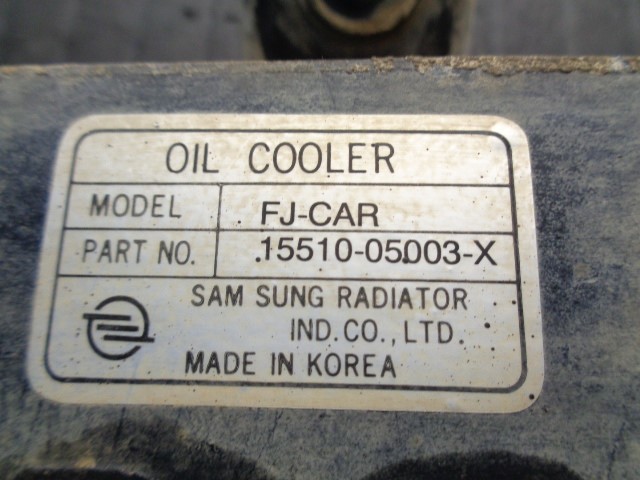 OIL COOLER
MODEL FJ-CAR
PART NO. 15510-05003-X
SAM SUNG RADIATOR
IND.CO.,LTD.
MADE IN KOREA